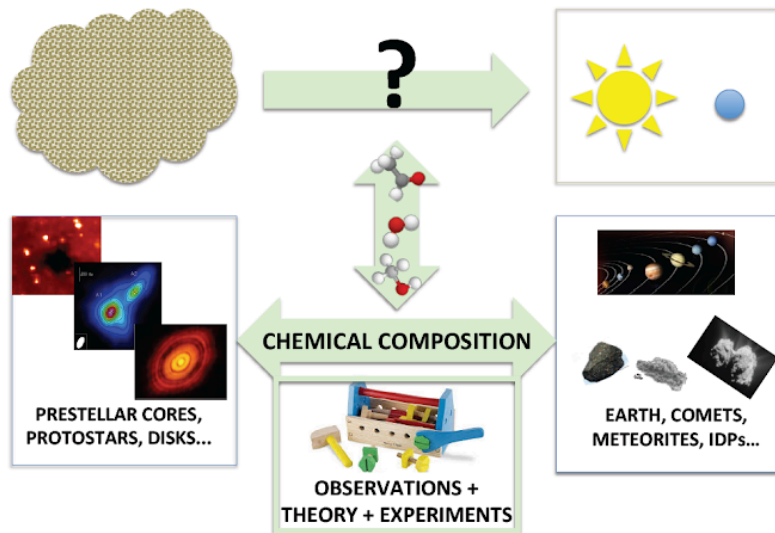 ?
CHEMICAL COMPOSITION
PRESTELLAR CORES,
PROTOSTARS, DISKS...
OBSERVATIONS +
THEORY + EXPERIMENTS
EARTH, COMETS,
METEORITES, IDPs...